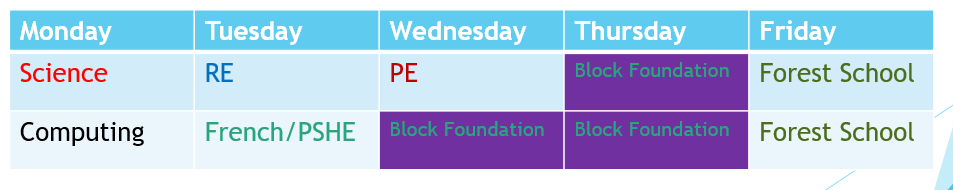 Monday Tuesday Wednesday Thursday Friday
Science RE PE Block Foundation Forest School
Computing French/PSHE Block Foundation Block Foundation Forest School